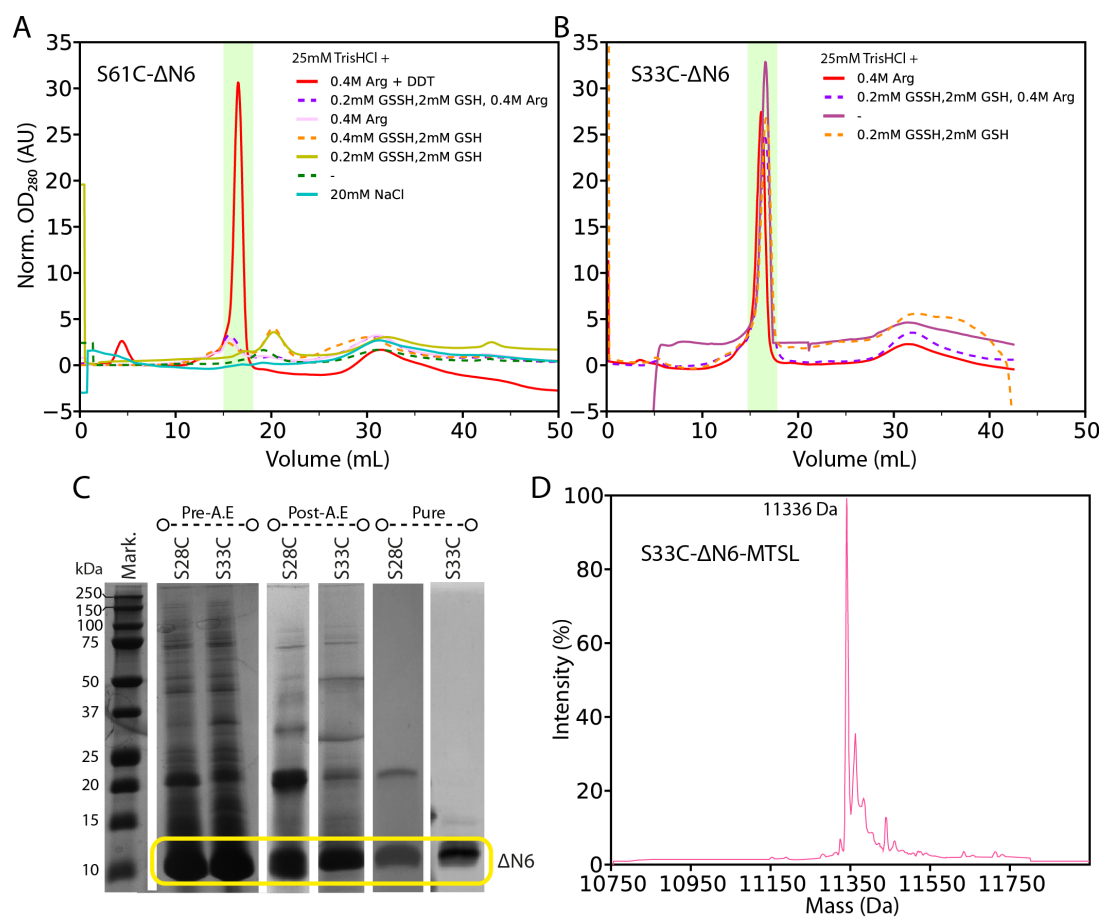 A
S61C-ΔN6
25mM TrisHCl +
0.4M Arg + DDT
0.2mM GSSH,2mM GSH, 0.4M Arg
0.4M Arg
0.4mM GSSH,2mM GSH
0.2mM GSSH,2mM GSH
-
20mM NaCl
Norm. OD280 (AU)
35
30
25
20
15
10
5
0
−5
0 10 20 30 40 50
Volume (mL)
B
S33C-ΔN6
25mM TrisHCl +
0.4M Arg
0.2mM GSSH,2mM GSH, 0.4M Arg
-
0.2mM GSSH,2mM GSH
35
30
25
20
15
10
5
0
−5
0 10 20 30 40 50
Volume (mL)
C
Pre-A.E Post-A.E Pure
kDa Mark. S28C S33C S28C S33C S28C S33C
250
150
100
75
50
37
25
20
15
10
ΔN6
D
11336 Da
S33C-ΔN6-MTSL
Intensity (%)
100
80
60
40
20
0
10750 10950 11150 11350 11550 11750
Mass (Da)